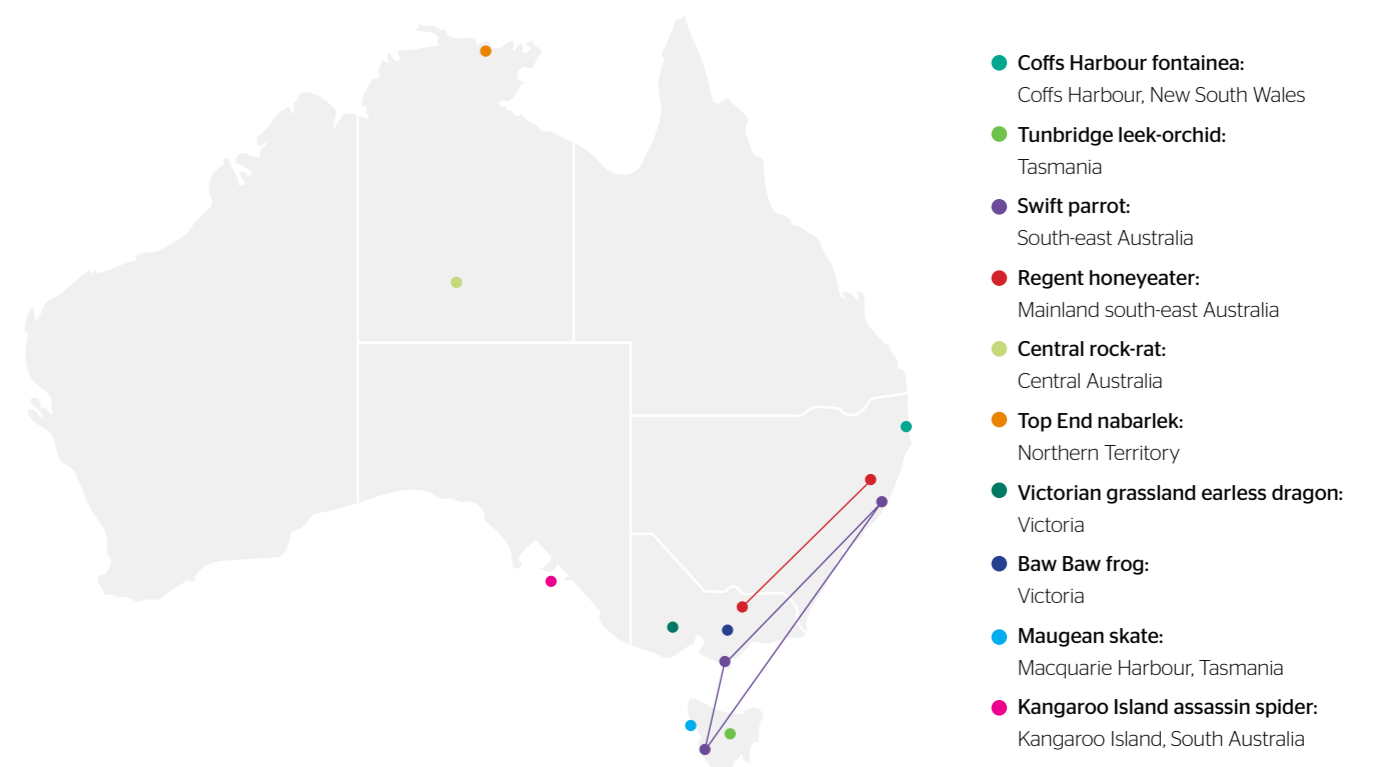 Coffs Harbour fontainea:
Coffs Harbour, New South Wales
Tunbridge leek-orchid:
Tasmania
Swift parrot:
South-east Australia
Regent honeyeater:
Mainland south-east Australia
Central rock-rat:
Central Australia
Top End nabarlek:
Northern Territory
Victorian grassland earless dragon:
Victoria
Baw Baw frog:
Victoria
Maugean skate:
Macquarie Harbour, Tasmania
Kangaroo Island assassin spider:
Kangaroo Island, South Australia